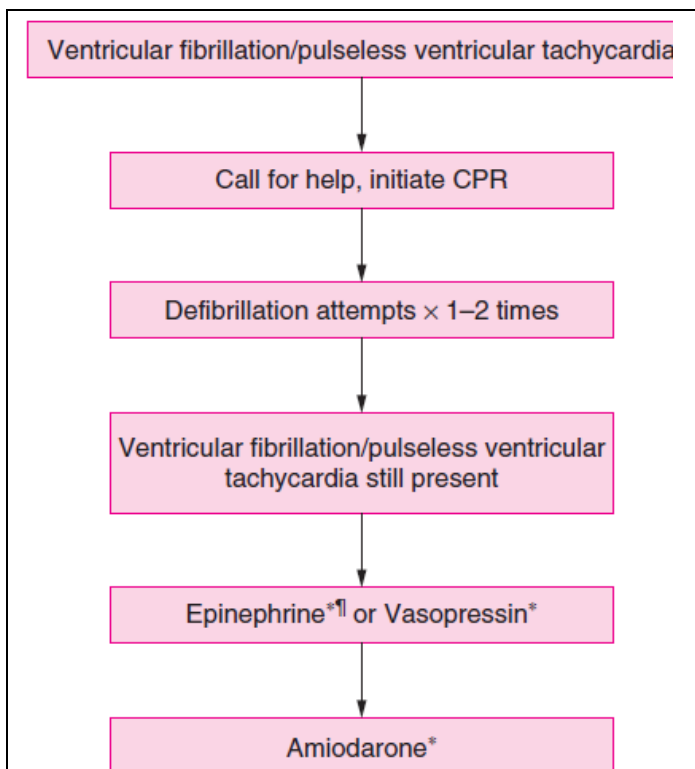 Ventricular fibrillation/pulseless ventricular tachycardia
Call for help, initiate CPR
Defibrillation attempts × 1–2 times
Ventricular fibrillation/pulseless ventricular
tachycardia still present
Epinephrine*¶ or Vasopressin*
Amiodarone*